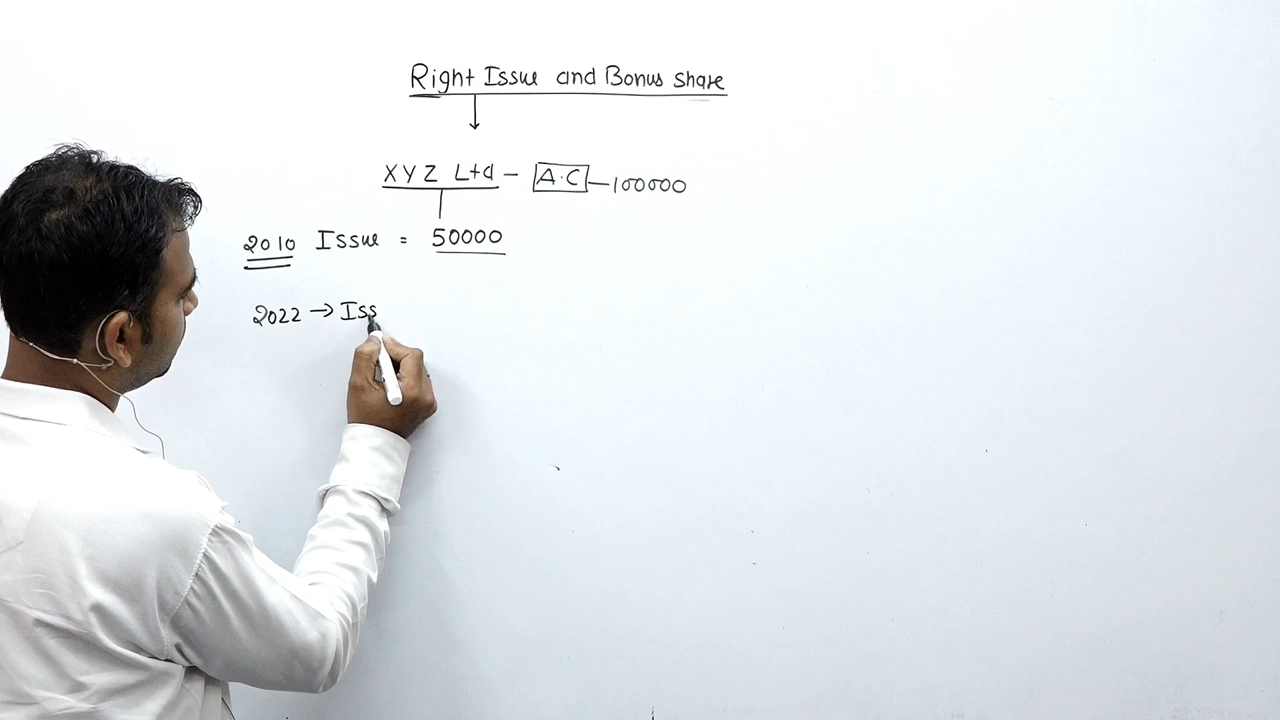 Right Issue and Bonus share
XYZ Ltd - A.C - 100000
2010 Issue = 50000
2022 → Iss